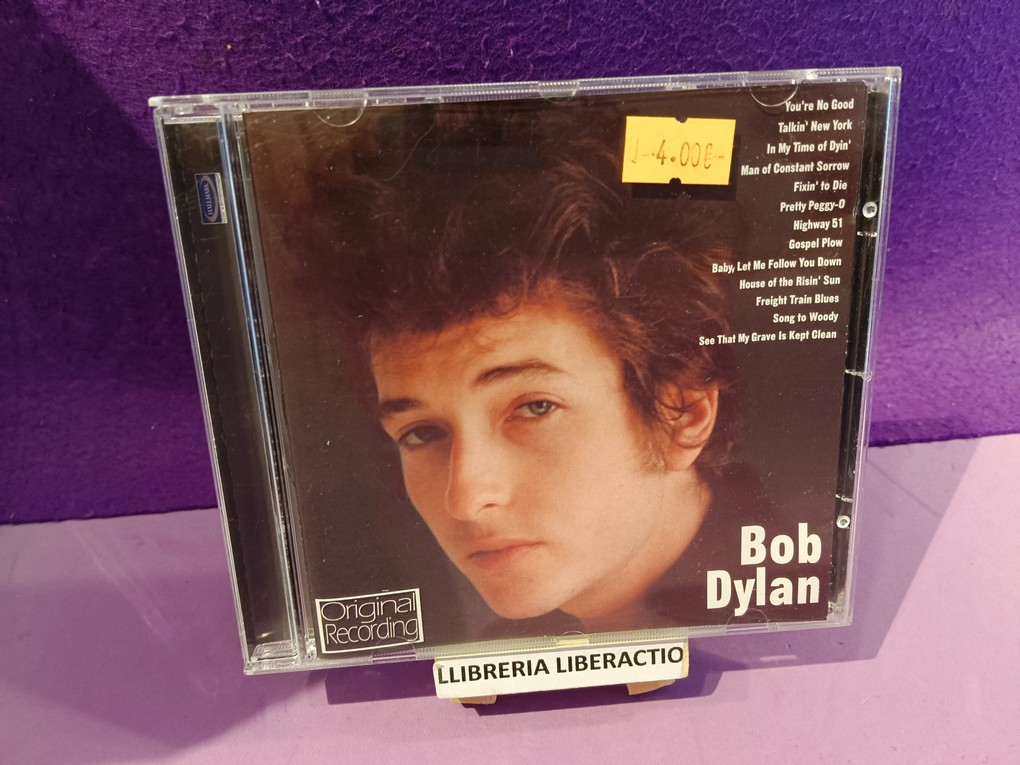 You're No Good
Talkin' New York
In My Time of Dyin'
Man of Constant Sorrow
Fixin' to Die
Pretty Peggy-O
Highway 51
Gospel Plow
Baby, Let Me Follow You Down
House of the Risin' Sun
Freight Train Blues
Song to Woody
See That My Grave Is Kept Clean
4.00€
HALLMARK
Bob
Dylan
Original
Recording
LLIBRERIA LIBERACTIO